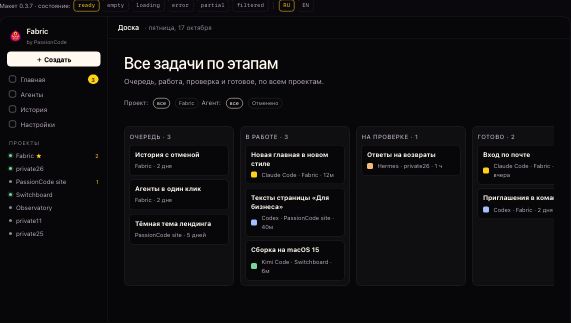 Макет 0.3.7 · состояние: ready empty loading error partial filtered RU EN
Fabric
by PassionCode
+ Создать
Главная 3
Агенты
История
Настройки
ПРОЕКТЫ
Fabric ★ 2
private26
PassionCode site 1
Switchboard
Observatory
private11
private25
Доска · пятница, 17 октября
Все задачи по этапам
Очередь, работа, проверка и готовое, по всем проектам.
Проект: все Fabric Агент: все Отменено
ОЧЕРЕДЬ · 3
История с отменой
Fabric · 2 дня
Агенты в один клик
Fabric · 2 дня
Тёмная тема лендинга
PassionCode site · 5 дней
В РАБОТЕ · 3
Новая главная в новом
стиле
Claude Code · Fabric · 12м
Тексты страницы «Для
бизнеса»
Codex · PassionCode site ·
40м
Сборка на macOS 15
Kimi Code · Switchboard ·
6м
НА ПРОВЕРКЕ · 1
Ответы на возвраты
Hermes · private26 · 1 ч
ГОТОВО · 2
Вход по почте
Claude Code · Fabric ·
вчера
Приглашения в кома
Codex · Fabric · 2 дня